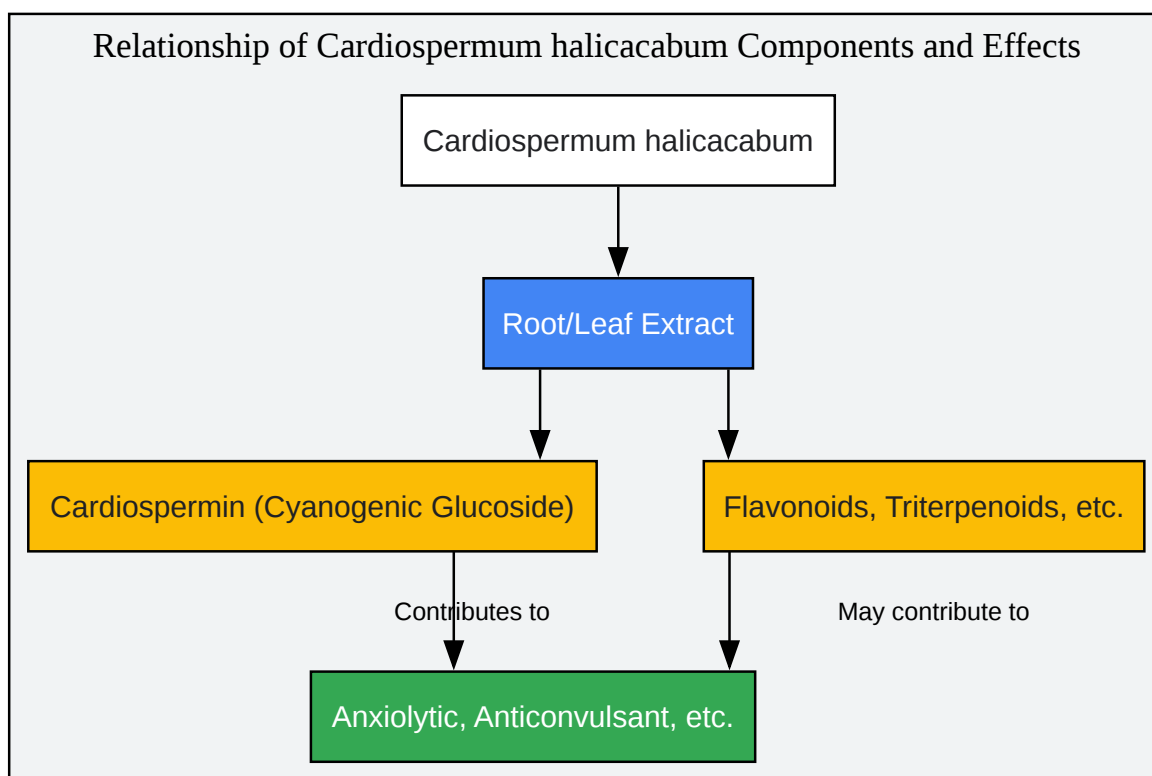 Relationship of Cardiospermum halicacabum Components and Effects
Cardiospermum halicacabum
Root/Leaf Extract
Cardiospermin (Cyanogenic Glucoside)
Flavonoids, Triterpenoids, etc.
Contributes to
May contribute to
Anxiolytic, Anticonvulsant, etc.